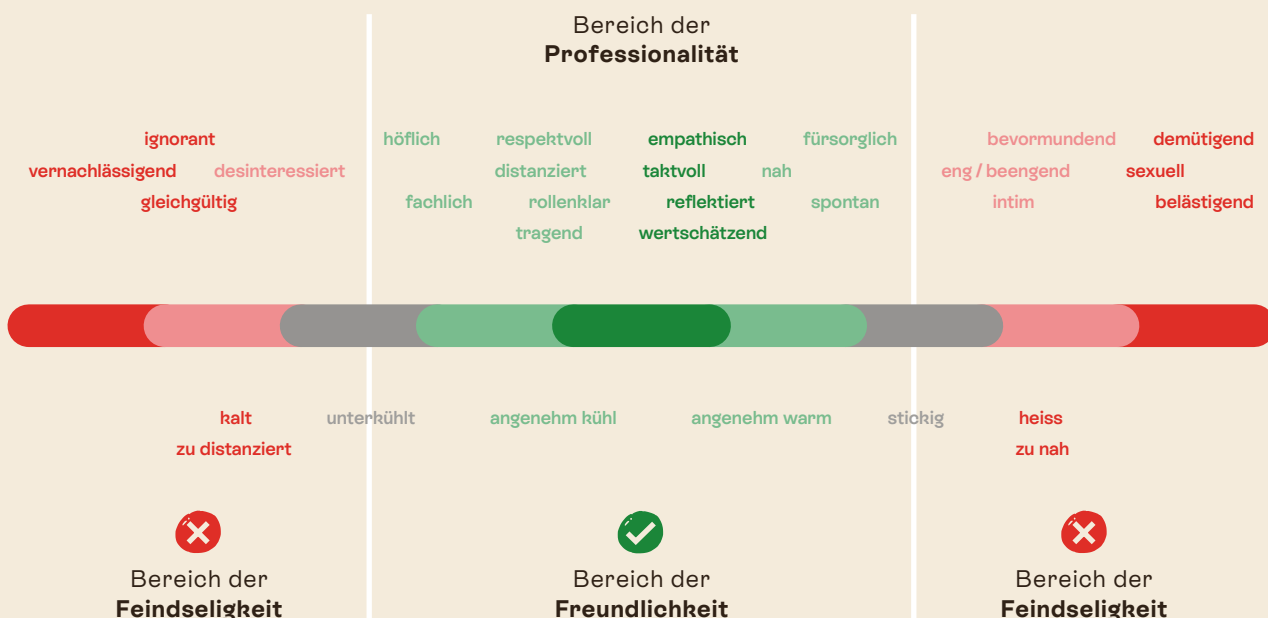 Bereich der
Professionalität
ignorant
vernachlässigend desinteressiert
gleichgültig
höflich respektvoll empathisch fürsorglich
distanziert taktvoll nah
fachlich rollenklar reflektiert spontan
tragend wertschätzend
bevormundend demütigend
eng / beengend sexuell
intim belästigend
kalt unterkühlt angenehm kühl angenehm warm stickig heiss
zu distanziert zu nah
Bereich der
Feindseligkeit
Bereich der
Freundlichkeit
Bereich der
Feindseligkeit